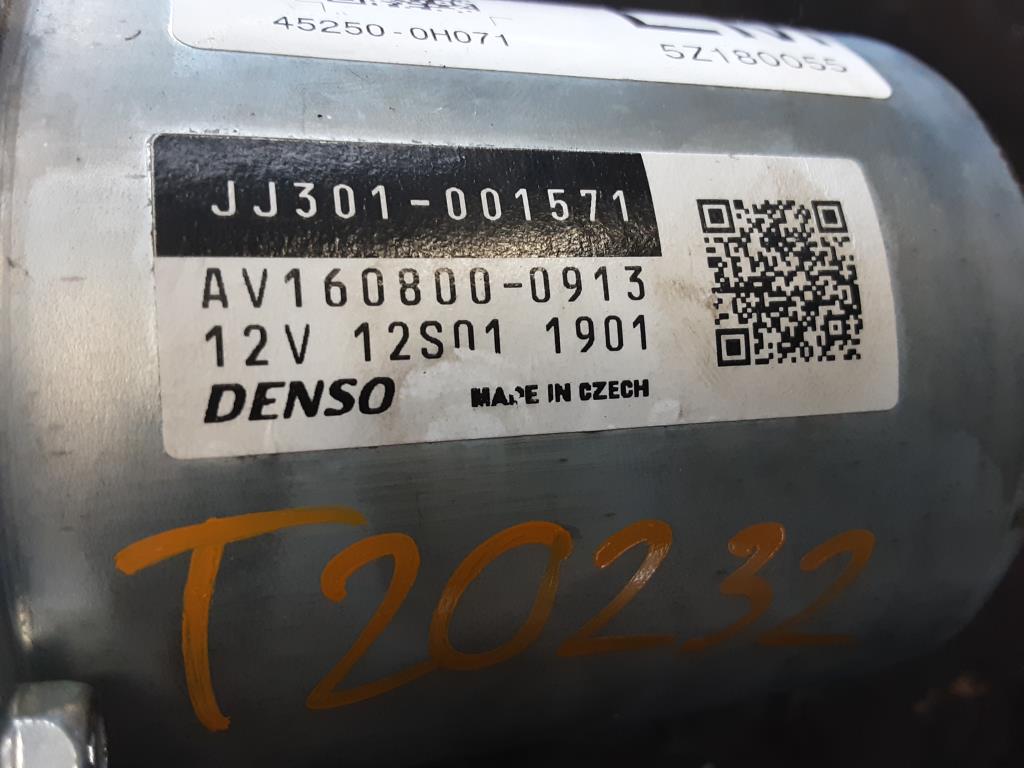 45250-0H071
5Z180055
JJ301-001571
AV160800-0913
12V 12S01 1901
DENSO MADE IN CZECH
T20232